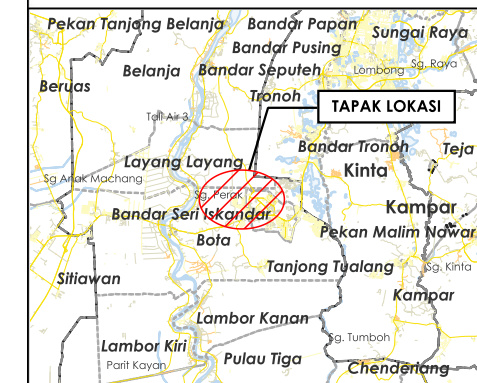 Pekan Tanjong Belanja
Bandar Papan
Sungai Raya
Bandar Pusing
Belanja
Bandar Seputeh
Lombong
Sg. Raya
Beruas
Tronoh
TAPAK LOKASI
Tali Air 3
Bandar Tronoh
Teja
Layang Layang
Kinta
Sg Anak Machang
Sg. Perak
Kampar
Bandar Seri Iskandar
Pekan Malim Nawar
Bota
Tanjong Tualang
Sg. Kinta
Sitiawan
Kampar
Lambor Kanan
Sg. Tumboh
Lambor Kiri
Pulau Tiga
Parit Kayan
Chenderiang